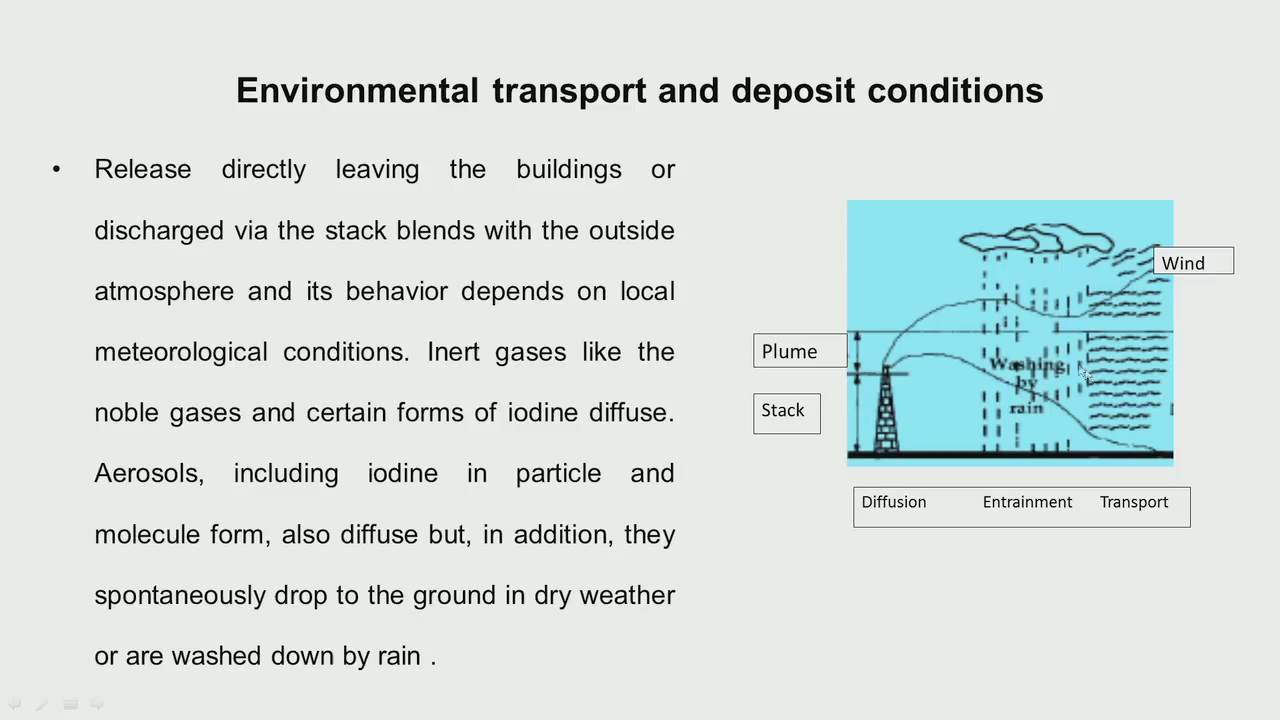 Environmental transport and deposit conditions
• Release directly leaving the buildings or
discharged via the stack blends with the outside
atmosphere and its behavior depends on local
meteorological conditions. Inert gases like the
noble gases and certain forms of iodine diffuse.
Aerosols, including iodine in particle and
molecule form, also diffuse but, in addition, they
spontaneously drop to the ground in dry weather
or are washed down by rain .
Wind
Plume
Stack
Washing
by
rain
Diffusion Entrainment Transport